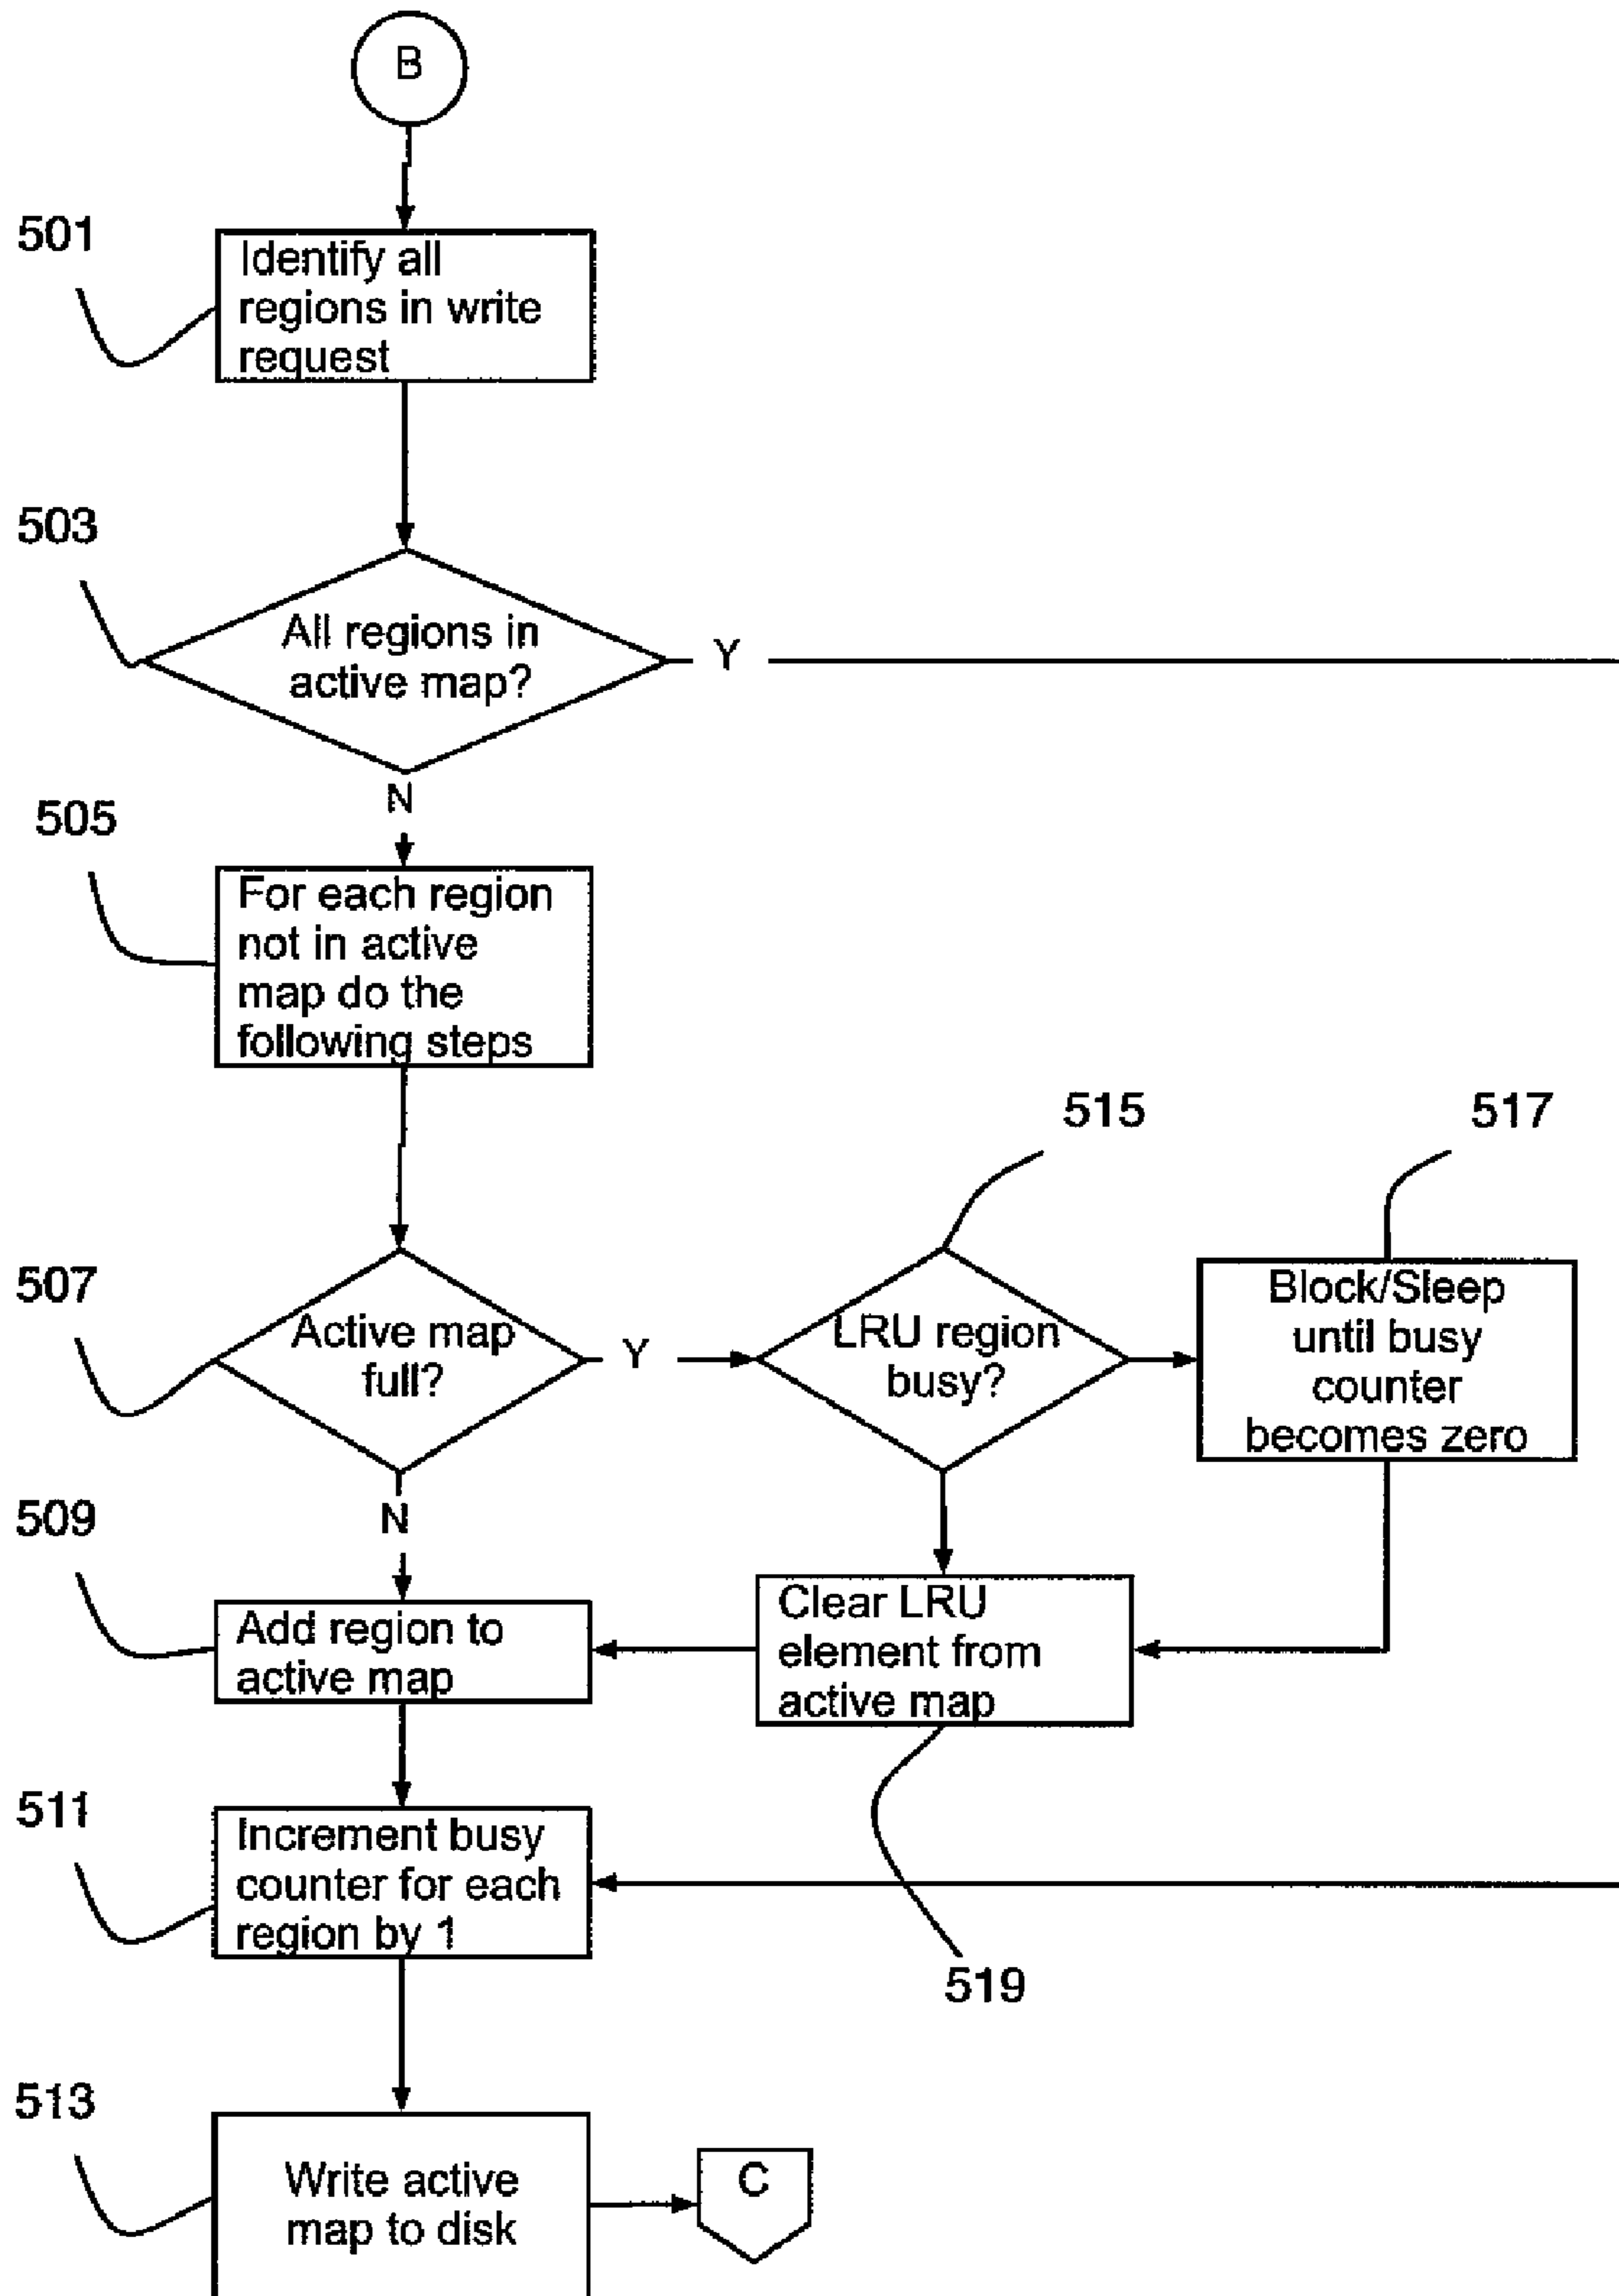 B
501
Identify all
regions in write
request
503
All regions in
active map?
Y
N
505
For each region
not in active
map do the
following steps
515
517
507
Active map
full?
Y
LRU region
busy?
Block/Sleep
until busy
counter
becomes zero
N
509
Add region to
active map
Clear LRU
element from
active map
511
Increment busy
counter for each
region by 1
519
513
Write active
map to disk
C